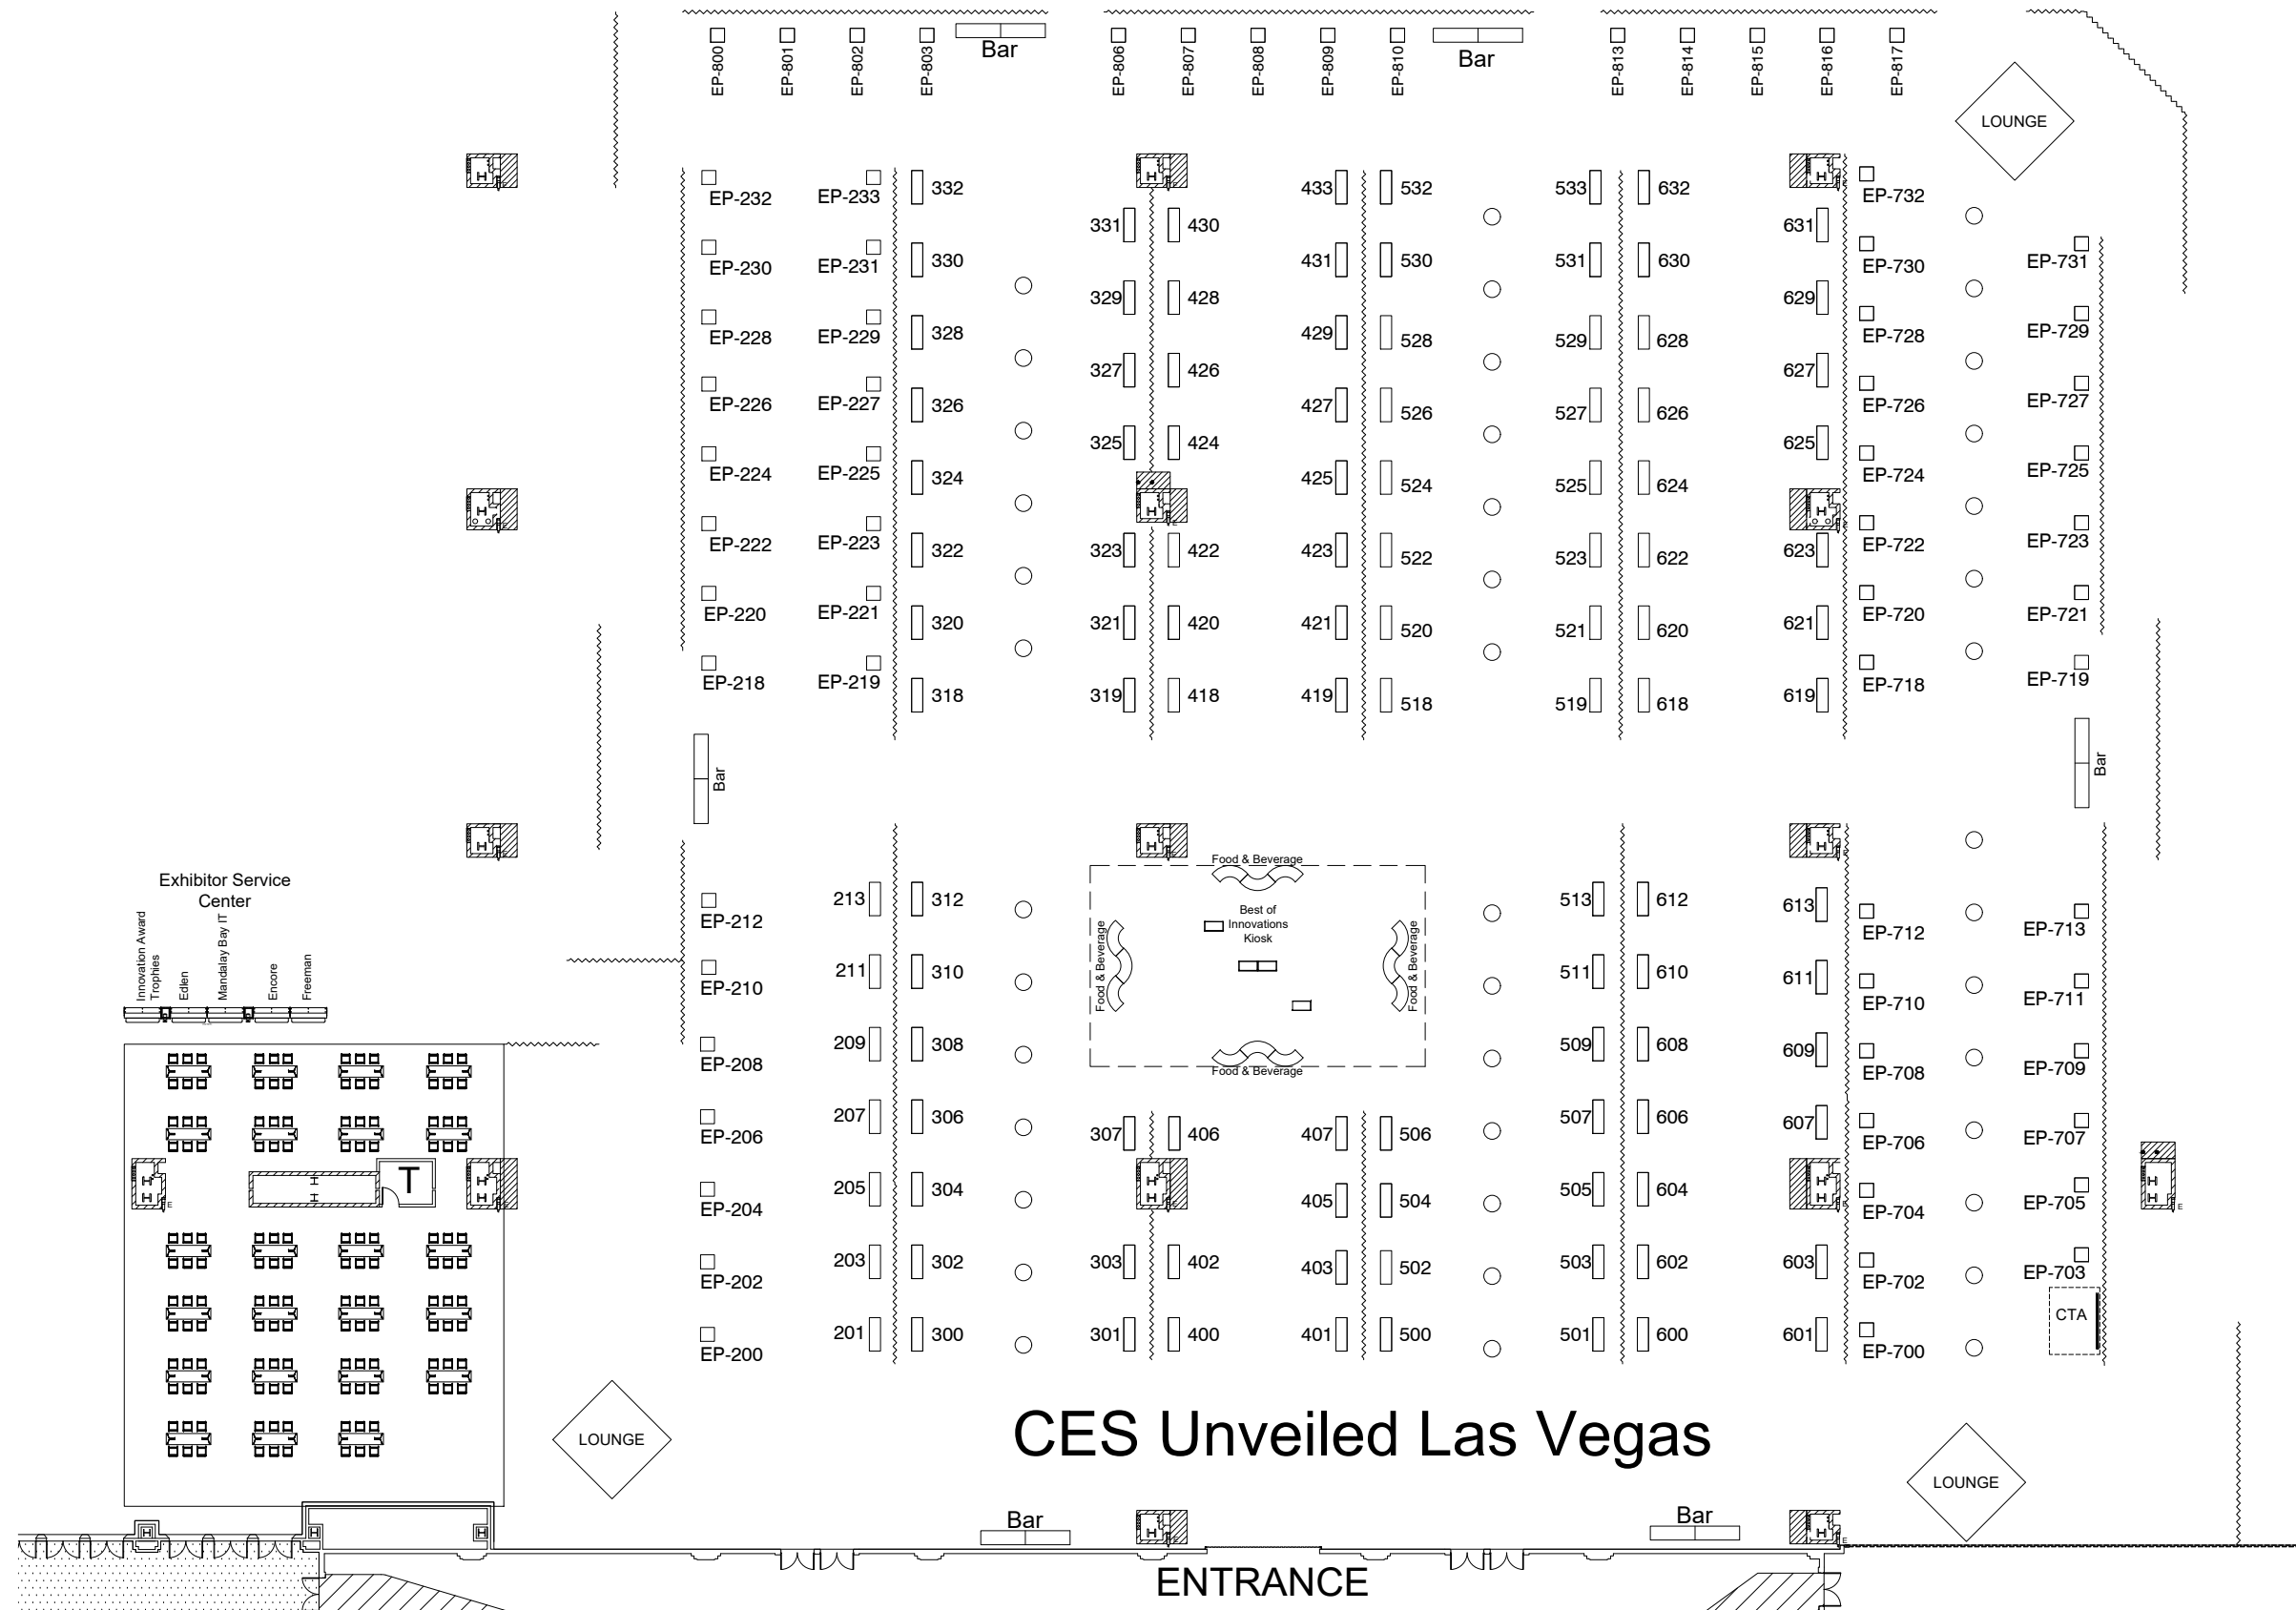 Bar
Bar
EP-800
EP-801
EP-802
EP-803
EP-806
EP-807
EP-808
EP-809
EP-810
EP-813
EP-814
EP-815
EP-816
EP-817
LOUNGE
EP-232
EP-233
332
433
532
533
632
EP-732
331
430
631
EP-230
EP-231
330
431
530
531
630
EP-730
EP-731
329
428
629
EP-228
EP-229
328
429
528
529
628
EP-728
EP-729
327
426
627
EP-226
EP-227
326
427
526
527
626
EP-726
EP-727
325
424
625
EP-224
EP-225
324
425
524
525
624
EP-724
EP-725
EP-222
EP-223
322
323
422
423
522
523
622
623
EP-722
EP-723
EP-220
EP-221
320
321
420
421
520
521
620
621
EP-720
EP-721
EP-218
EP-219
318
319
418
419
518
519
618
619
EP-718
EP-719
Bar
Bar
Exhibitor Service
Center
Innovation Award
Trophies
Edlen
Mandalay Bay IT
Encore
Freeman
Food & Beverage
Best of
Innovations
Kiosk
Food & Beverage
Food & Beverage
Food & Beverage
EP-212
213
312
513
612
613
EP-712
EP-713
EP-210
211
310
511
610
611
EP-710
EP-711
EP-208
209
308
509
608
609
EP-708
EP-709
EP-206
207
306
307
406
407
506
507
606
607
EP-706
EP-707
T
EP-204
205
304
405
504
505
604
EP-704
EP-705
EP-202
203
302
303
402
403
502
503
602
603
EP-702
EP-703
CTA
EP-200
201
300
301
400
401
500
501
600
601
EP-700
LOUNGE
CES Unveiled Las Vegas
LOUNGE
Bar
Bar
ENTRANCE